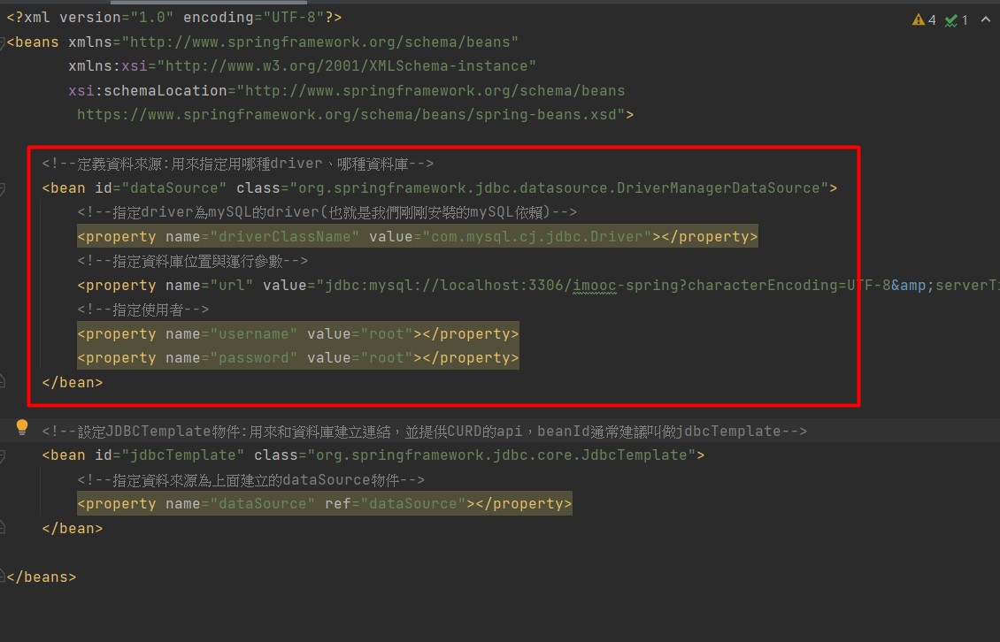 <?xml version="1.0" encoding="UTF-8"?>
4 1
<beans xmlns="http://www.springframework.org/schema/beans"
xmlns:xsi="http://www.w3.org/2001/XMLSchema-instance"
xsi:schemaLocation="http://www.springframework.org/schema/beans
https://www.springframework.org/schema/beans/spring-beans.xsd">
<!--定義資料來源:用來指定用哪種driver、哪種資料庫-->
<bean id="dataSource" class="org.springframework.jdbc.datasource.DriverManagerDataSource">
<!--指定driver為mySQL的driver(也就是我們剛剛安裝的mySQL依賴)-->
<property name="driverClassName" value="com.mysql.cj.jdbc.Driver"></property>
<!--指定資料庫位置與運行參數-->
<property name="url" value="jdbc:mysql://localhost:3306/imooc-spring?characterEncoding=UTF-8&amp;serverTi
<!--指定使用者-->
<property name="username" value="root"></property>
<property name="password" value="root"></property>
</bean>
<!--設定JDBCTemplate物件:用來和資料庫建立連結，並提供CURD的api，beanId通常建議叫做jdbcTemplate-->
<bean id="jdbcTemplate" class="org.springframework.jdbc.core.JdbcTemplate">
<!--指定資料來源為上面建立的dataSource物件-->
<property name="dataSource" ref="dataSource"></property>
</bean>
</beans>